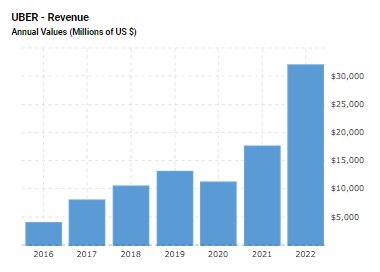 UBER - Revenue
Annual Values (Millions of US $)
$30,000
$25,000
$20,000
$15,000
$10,000
$5,000
2016 2017 2018 2019 2020 2021 2022